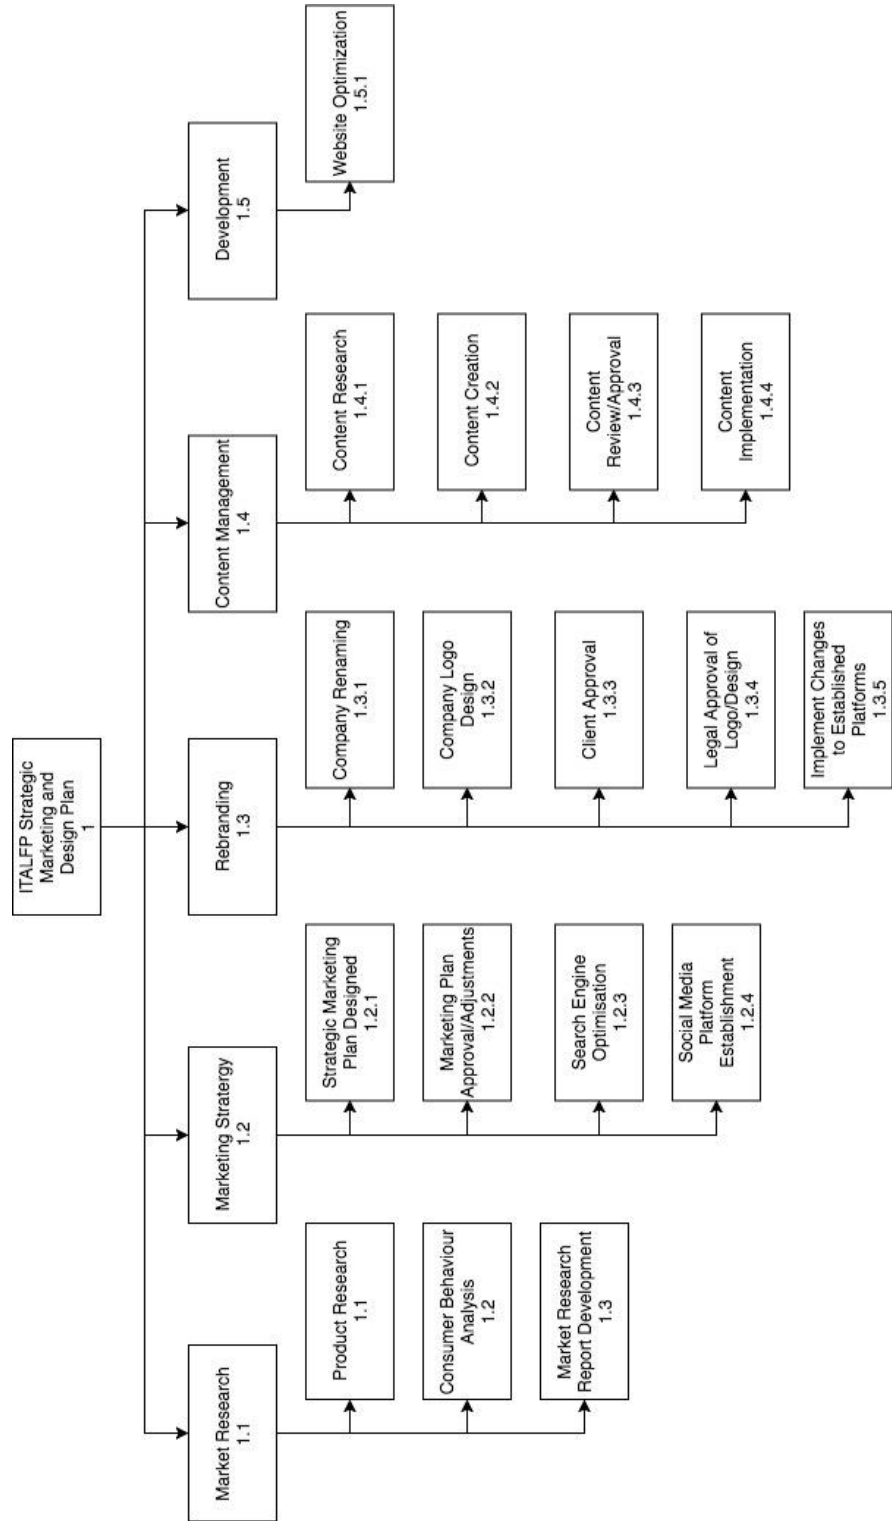 ITALFP Strategic
Marketing and
Design Plan
1
Market Research
1.1
Product Research
1.1
Consumer Behaviour
Analysis
1.2
Market Research
Report Development
1.3
Marketing Stratergy
1.2
Strategic Marketing
Plan Designed
1.2.1
Marketing Plan
Approval/Adjustments
1.2.2
Search Engine
Optimisation
1.2.3
Social Media
Platform
Establishment
1.2.4
Rebranding
1.3
Company Renaming
1.3.1
Company Logo
Design
1.3.2
Client Approval
1.3.3
Legal Approval of
Logo/Design
1.3.4
Implement Changes
to Established
Platforms
1.3.5
Content Management
1.4
Content Research
1.4.1
Content Creation
1.4.2
Content
Review/Approval
1.4.3
Content
Implementation
1.4.4
Development
1.5
Website Optimization
1.5.1